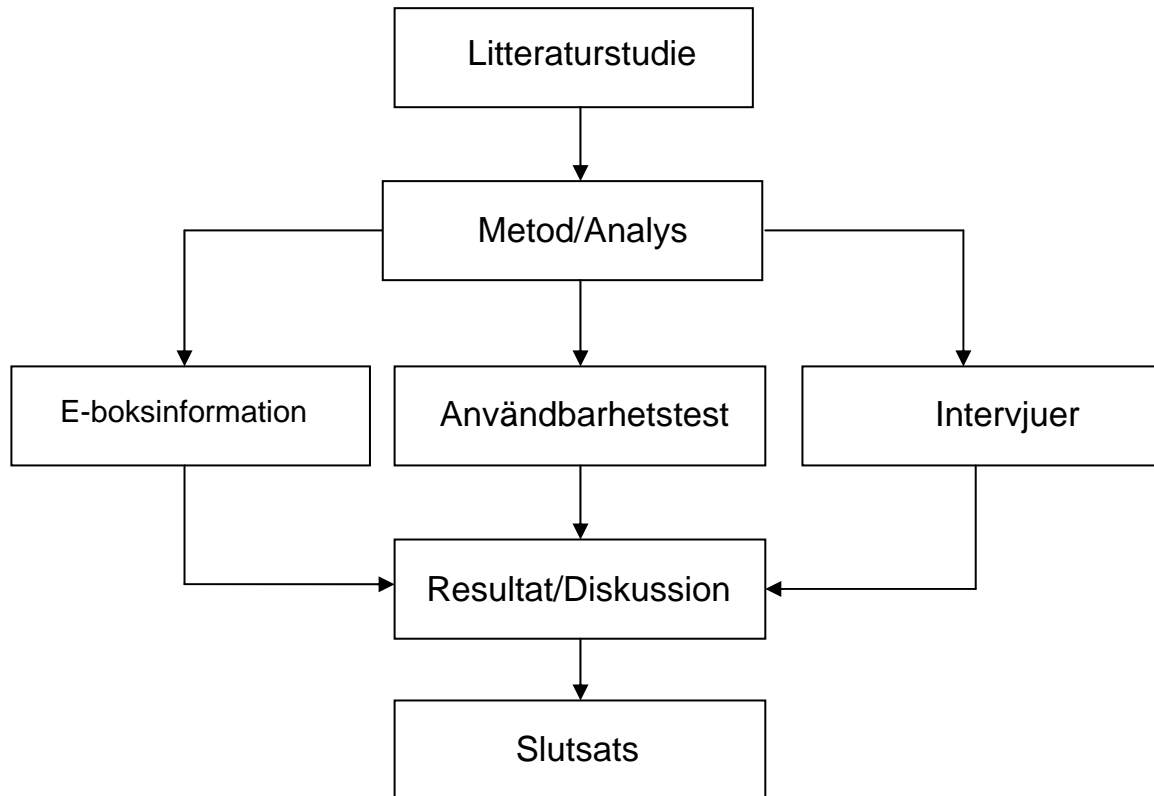 Litteraturstudie
Metod/Analys
E-boksinformation
Användbarhetstest
Intervjuer
Resultat/Diskussion
Slutsats